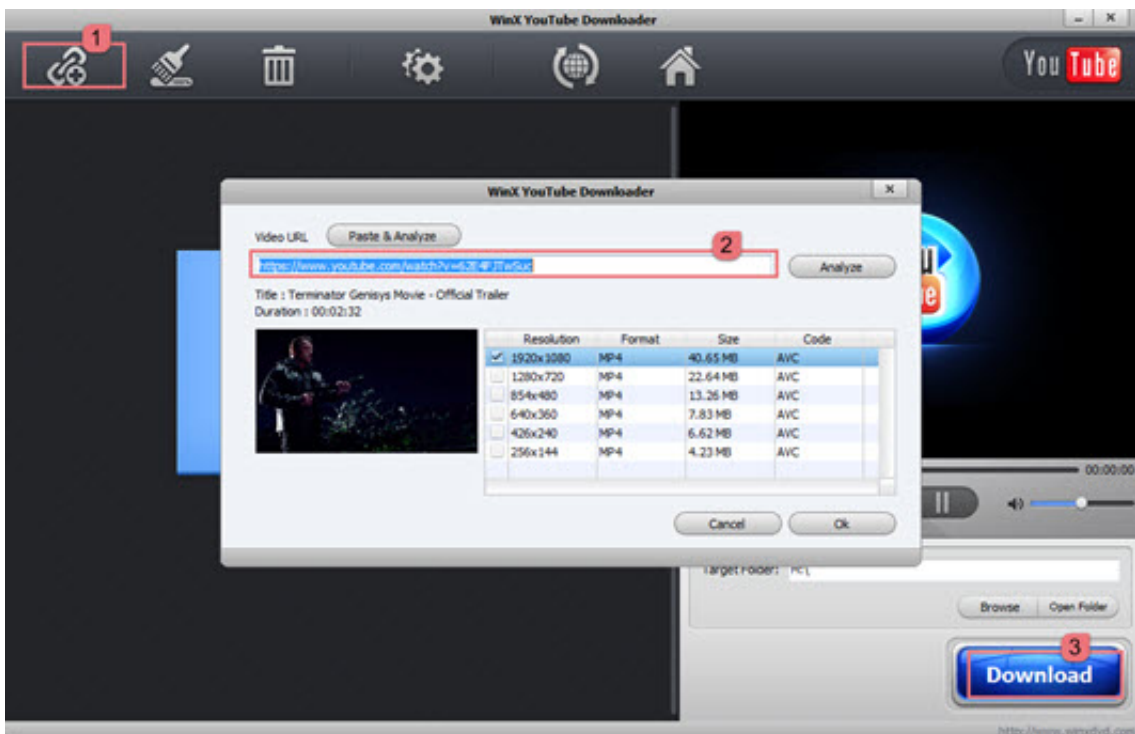 WinX YouTube Downloader
1
You Tube
WinX YouTube Downloader
Video URL Paste & Analyze
2
Analyze
Title : Terminator Genisys Movie - Official Trailer
Duration : 00:02:32
Resolution Format Size Code
1920x1080 MP4 40.65 MB AVC
1280x720 MP4 22.64 MB AVC
854x480 MP4 13.26 MB AVC
640x360 MP4 7.83 MB AVC
426x240 MP4 6.62 MB AVC
256x144 MP4 4.23 MB AVC
00:00:00
Cancel Ok
Target Folder:
Browse Open Folder
3
Download